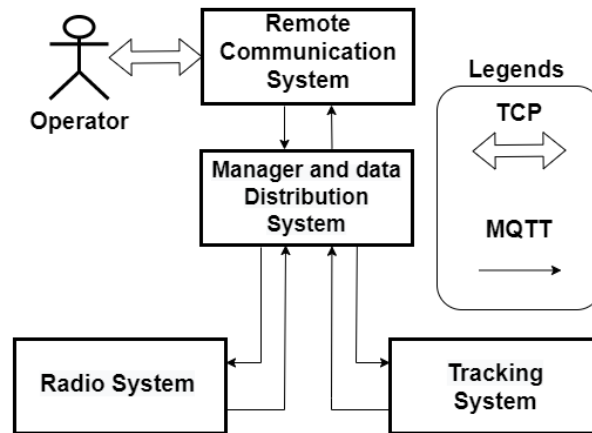 Remote
Communication
System
Operator
Legends
TCP
Manager and data
Distribution
System
MQTT
Radio System
Tracking
System